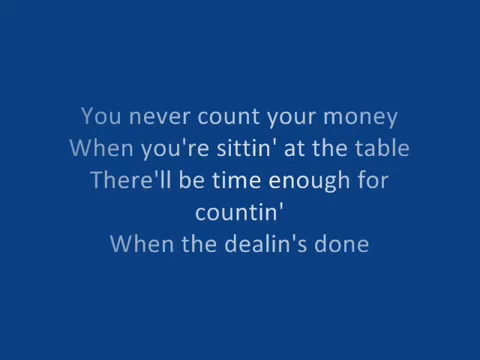 You never count your money
When you're sittin' at the table
There'll be time enough for
countin'
When the dealin's done